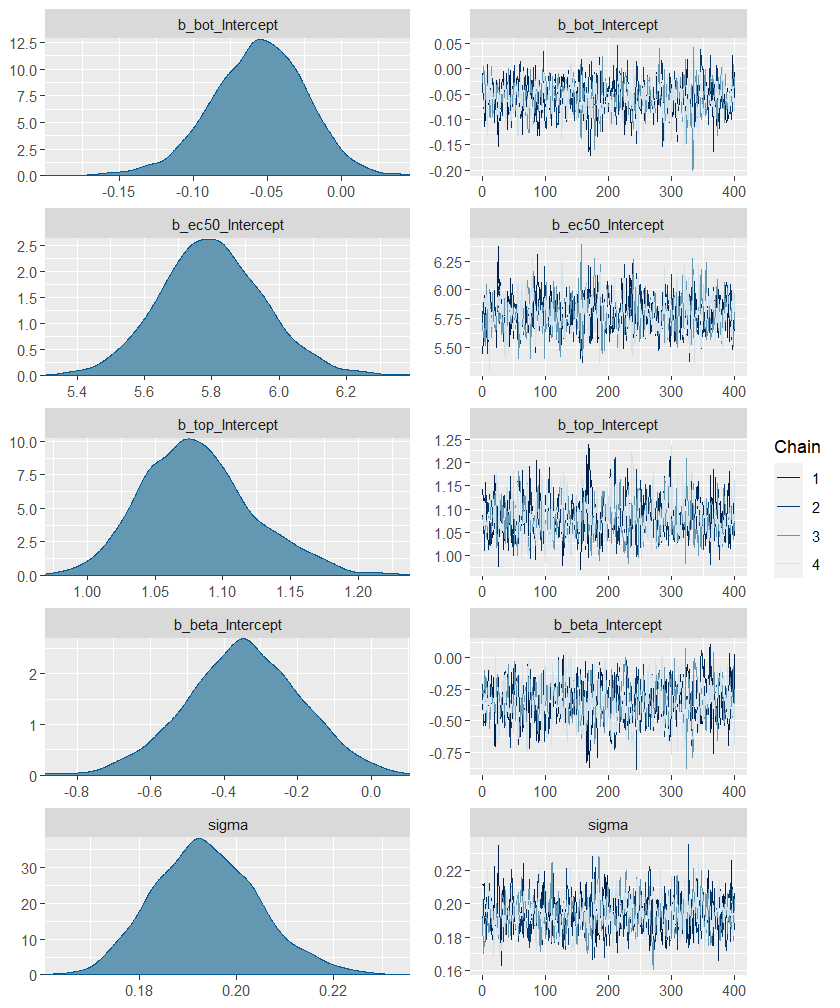 b_bot_Intercept
12.5
10.0
7.5
5.0
2.5
0.0
-0.15 -0.10 -0.05 0.00
b_bot_Intercept
0.05
0.00
-0.05
-0.10
-0.15
-0.20
0 100 200 300 400
b_ec50_Intercept
2.5
2.0
1.5
1.0
0.5
0.0
5.4 5.6 5.8 6.0 6.2
b_ec50_Intercept
6.25
6.00
5.75
5.50
0 100 200 300 400
b_top_Intercept
10.0
7.5
5.0
2.5
0.0
1.00 1.05 1.10 1.15 1.20
b_top_Intercept
1.25
1.20
1.15
1.10
1.05
1.00
0 100 200 300 400
b_beta_Intercept
2
1
0
-0.8 -0.6 -0.4 -0.2 0.0
b_beta_Intercept
0.00
-0.25
-0.50
-0.75
0 100 200 300 400
sigma
30
20
10
0
0.18 0.20 0.22
sigma
0.22
0.20
0.18
0.16
0 100 200 300 400
Chain
1
2
3
4